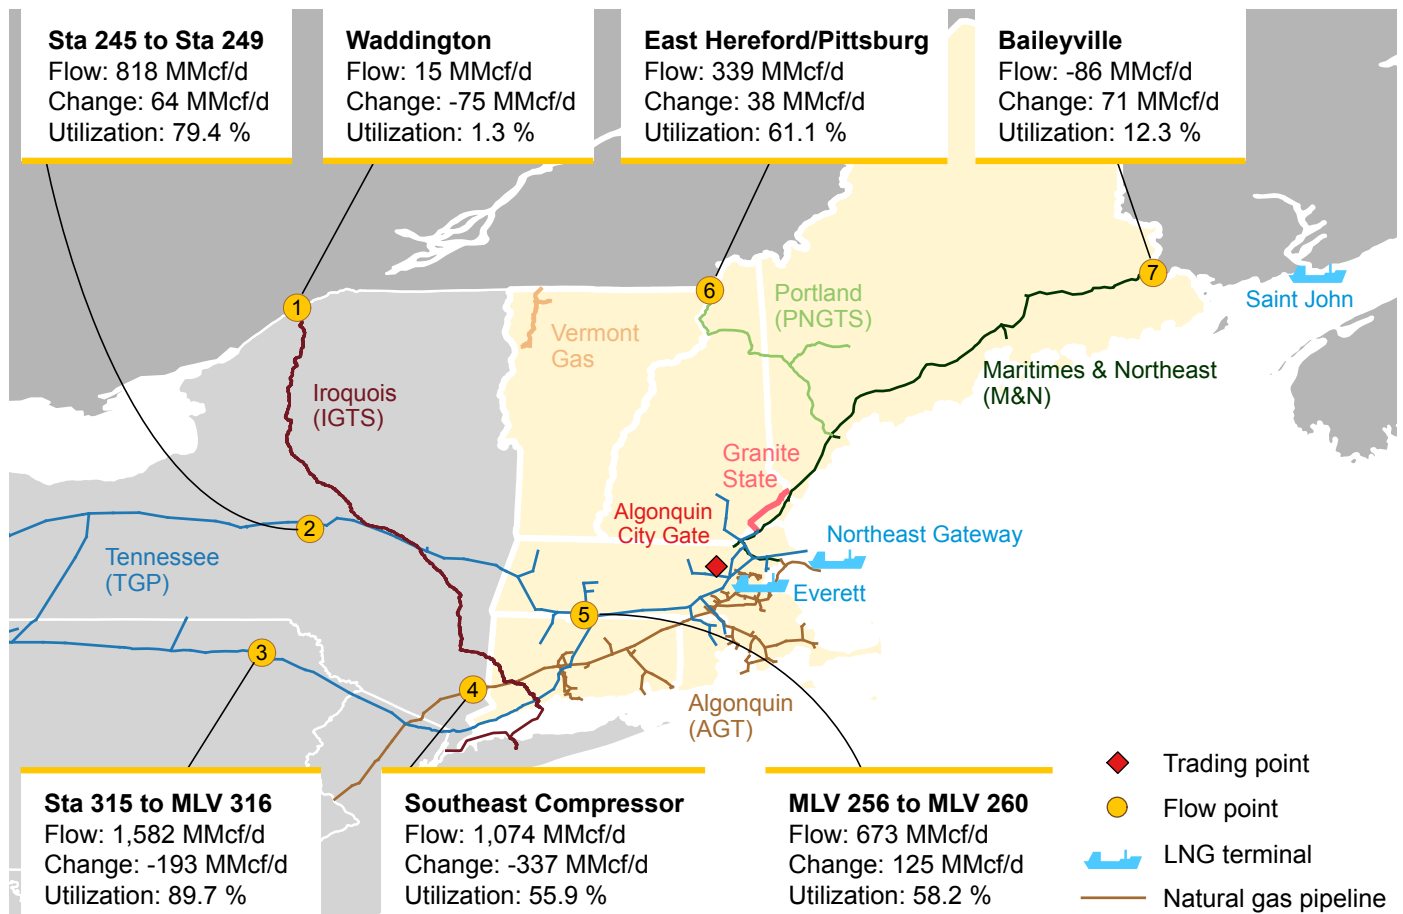 Sta 245 to Sta 249
Flow: 818 MMcf/d
Change: 64 MMcf/d
Utilization: 79.4 %
Waddington
Flow: 15 MMcf/d
Change: -75 MMcf/d
Utilization: 1.3 %
East Hereford/Pittsburg
Flow: 339 MMcf/d
Change: 38 MMcf/d
Utilization: 61.1 %
Baileyville
Flow: -86 MMcf/d
Change: 71 MMcf/d
Utilization: 12.3 %
1
6
7
Portland
(PNGTS)
Saint John
Vermont
Gas
Iroquois
(IGTS)
Maritimes & Northeast
(M&N)
Granite
State
Algonquin
City Gate
2
Northeast Gateway
Tennessee
(TGP)
Everett
5
3
4
Algonquin
(AGT)
Sta 315 to MLV 316
Flow: 1,582 MMcf/d
Change: -193 MMcf/d
Utilization: 89.7 %
Southeast Compressor
Flow: 1,074 MMcf/d
Change: -337 MMcf/d
Utilization: 55.9 %
MLV 256 to MLV 260
Flow: 673 MMcf/d
Change: 125 MMcf/d
Utilization: 58.2 %
Trading point
Flow point
LNG terminal
Natural gas pipeline